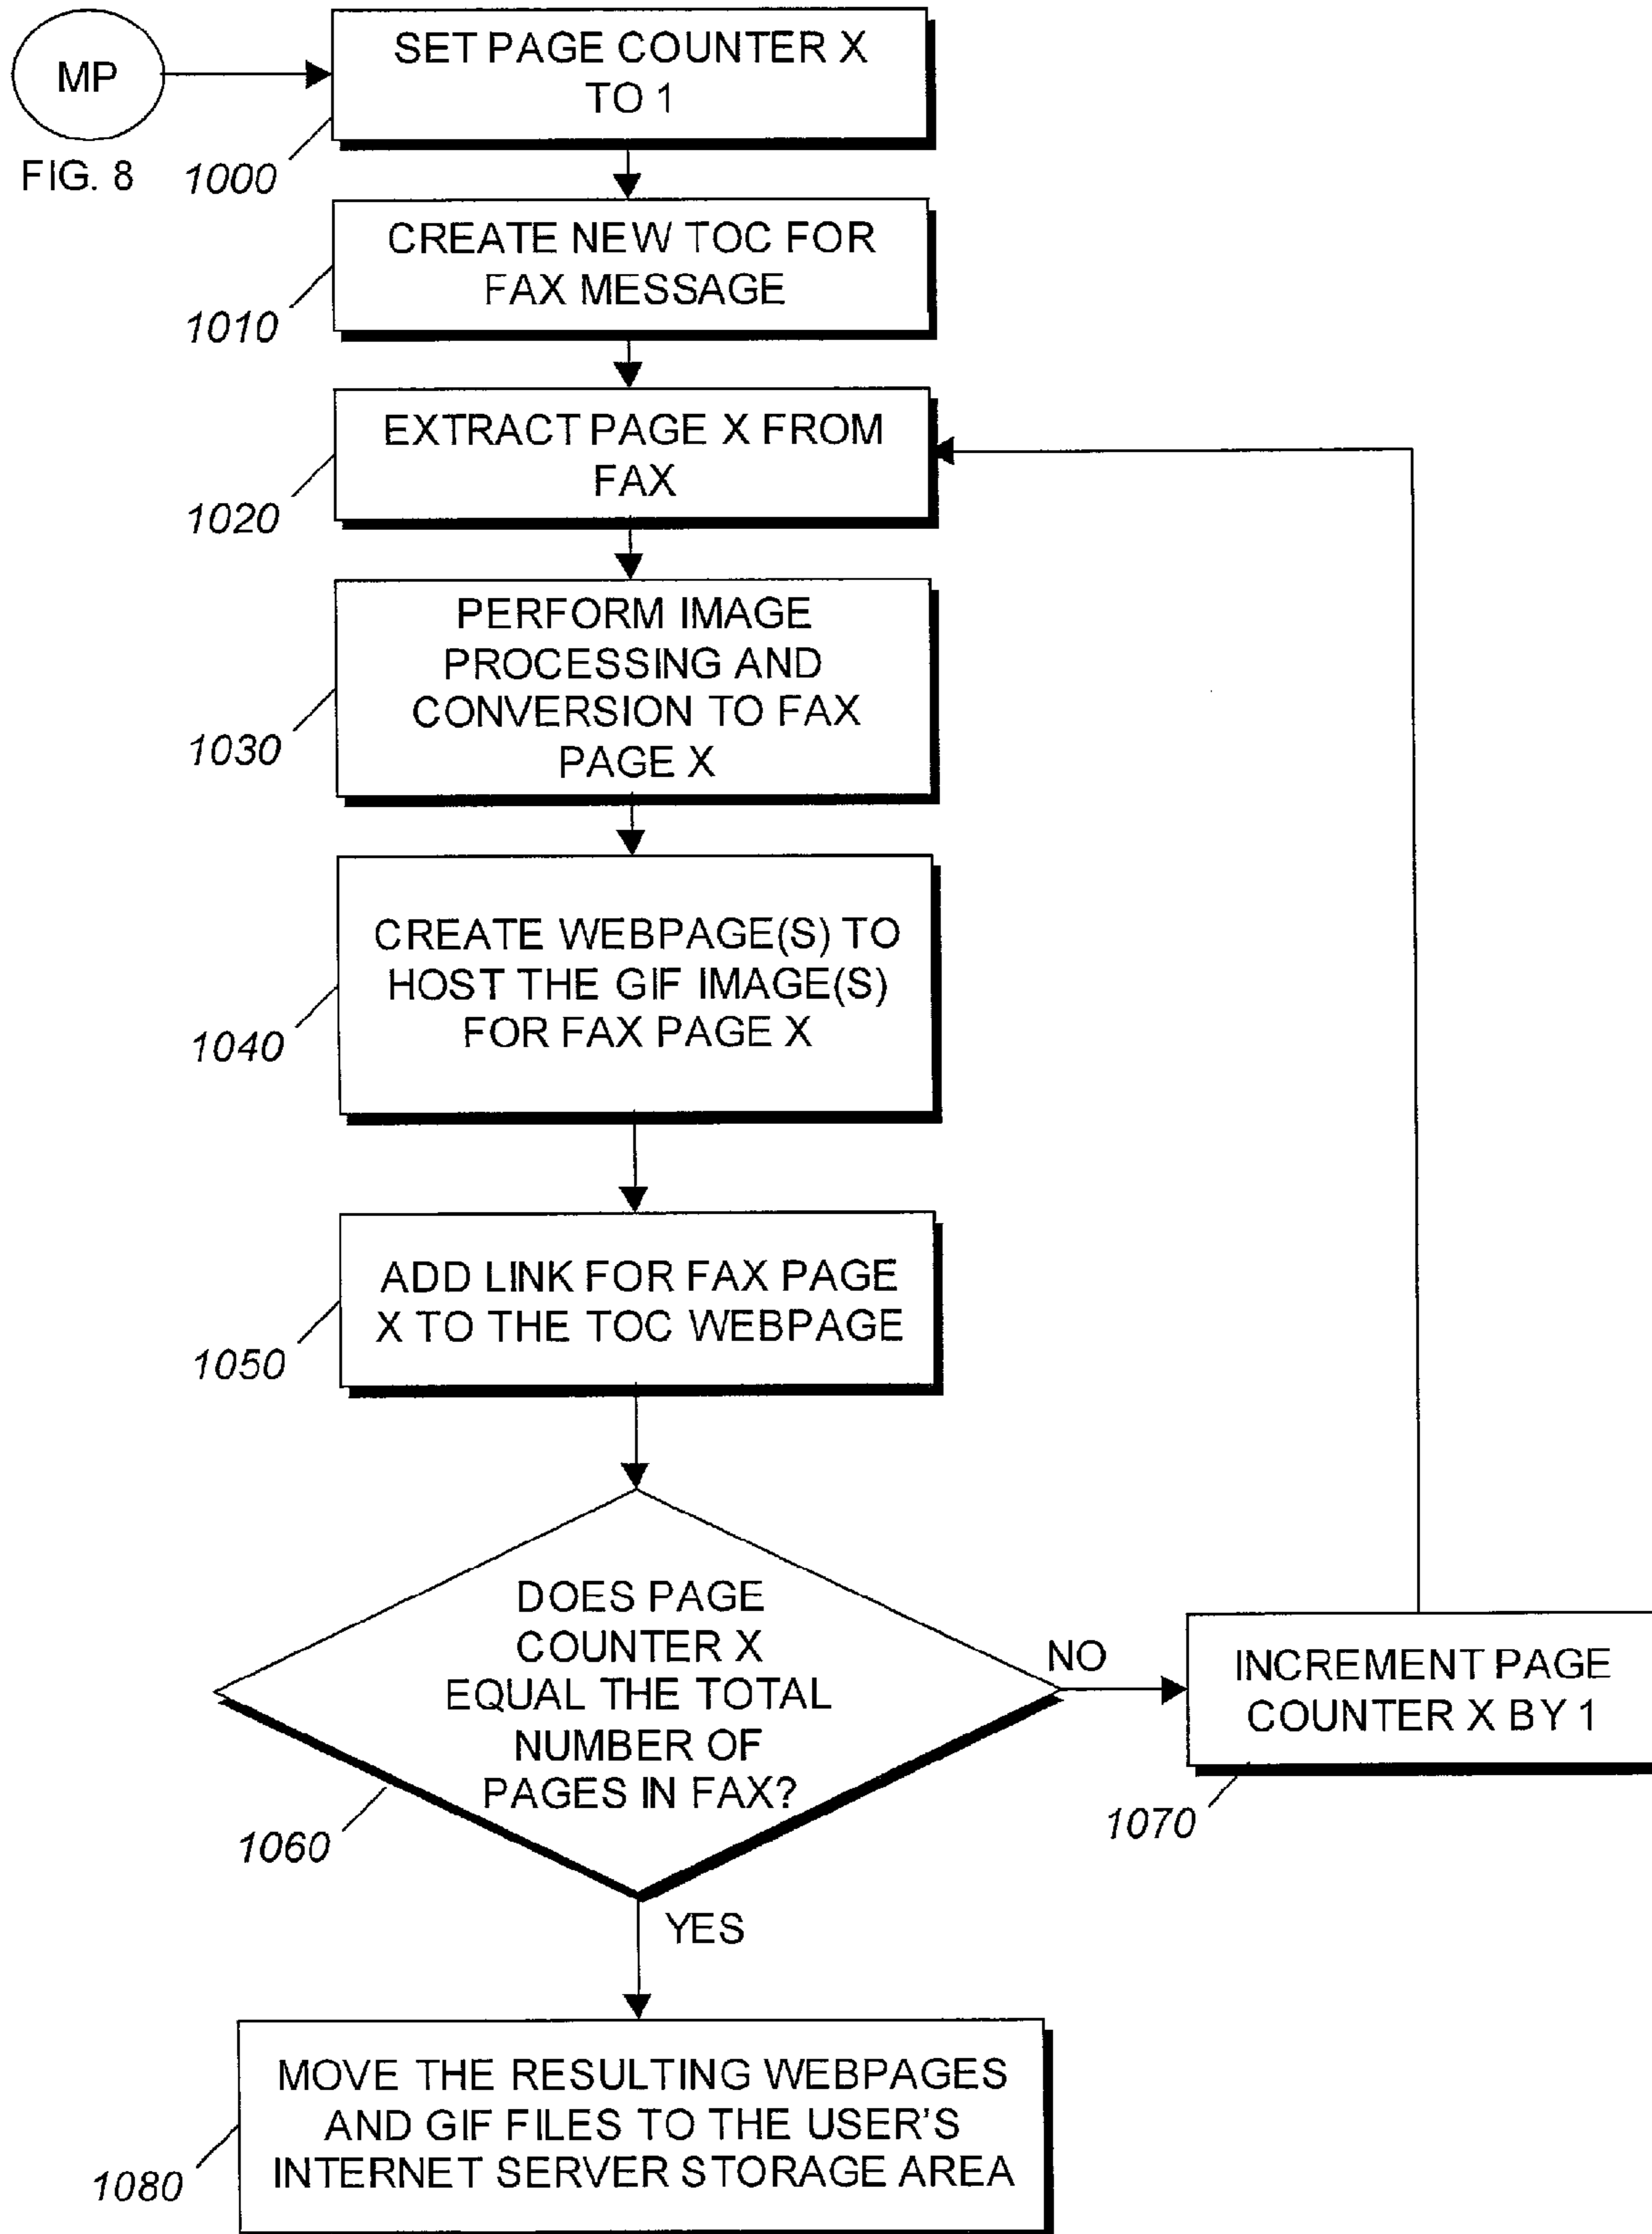 MP
FIG. 8
SET PAGE COUNTER X
TO 1
1000
CREATE NEW TOC FOR
FAX MESSAGE
1010
EXTRACT PAGE X FROM
FAX
1020
PERFORM IMAGE
PROCESSING AND
CONVERSION TO FAX
PAGE X
1030
CREATE WEBPAGE(S) TO
HOST THE GIF IMAGE(S)
FOR FAX PAGE X
1040
ADD LINK FOR FAX PAGE
X TO THE TOC WEBPAGE
1050
DOES PAGE
COUNTER X
EQUAL THE TOTAL
NUMBER OF
PAGES IN FAX?
1060
NO
INCREMENT PAGE
COUNTER X BY 1
1070
YES
MOVE THE RESULTING WEBPAGES
AND GIF FILES TO THE USER'S
INTERNET SERVER STORAGE AREA
1080